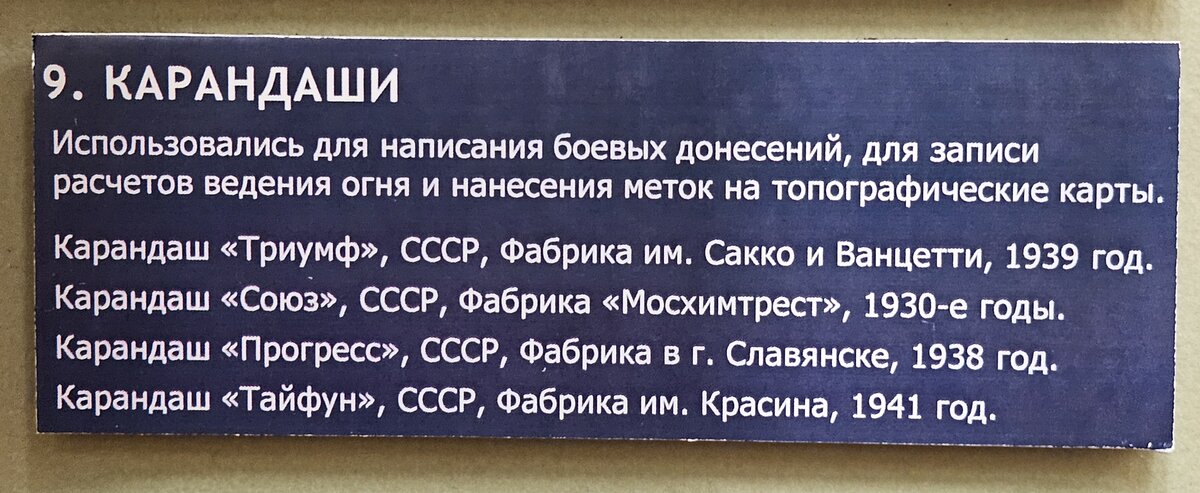 9. КАРАНДАШИ
Использовались для написания боевых донесений, для записи
расчетов ведения огня и нанесения меток на топографические карты.
Карандаш «Триумф», СССР, Фабрика им. Сакко и Ванцетти, 1939 год.
Карандаш «Союз», СССР, Фабрика «Мосхимтрест», 1930-е годы.
Карандаш «Прогресс», СССР, Фабрика в г. Славянске, 1938 год.
Карандаш «Тайфун», СССР, Фабрика им. Красина, 1941 год.